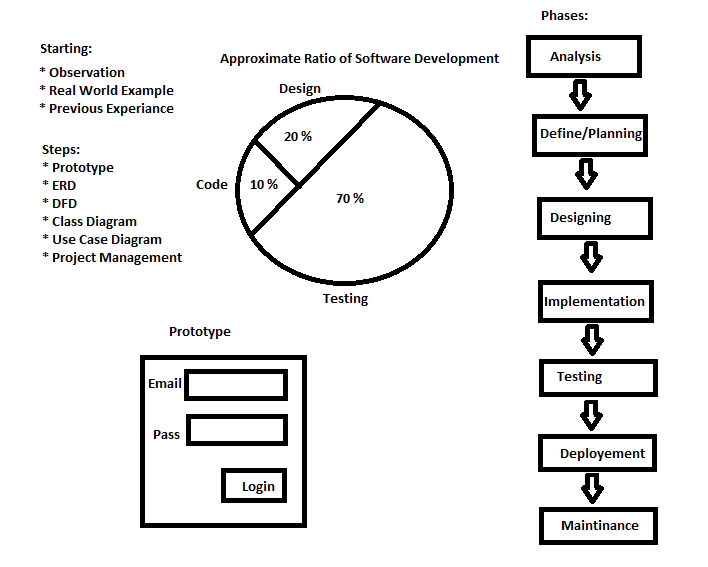 Starting:
* Observation
* Real World Example
* Previous Experiance
Steps:
* Prototype
* ERD
* DFD
* Class Diagram
* Use Case Diagram
* Project Management
Approximate Ratio of Software Development
Design
20 %
Code
10 %
70 %
Testing
Prototype
Email
Pass
Login
Phases:
Analysis
Define/Planning
Designing
Implementation
Testing
Deployement
Maintinance